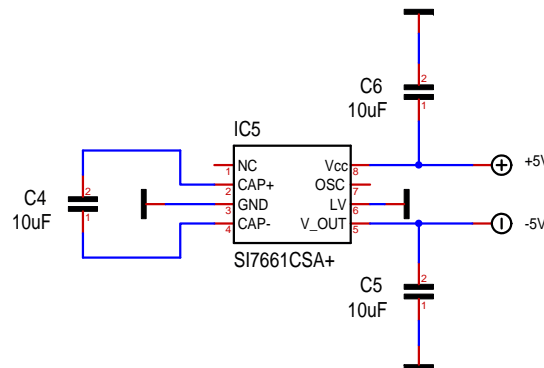 C6
10uF
2
1
IC5
C4
10uF
2
1
NC
CAP+
GND
CAP-
1
2
3
4
Vcc
OSC
LV
V_OUT
8
7
6
5
+5V
-5V
SI7661CSA+
C5
10uF
2
1